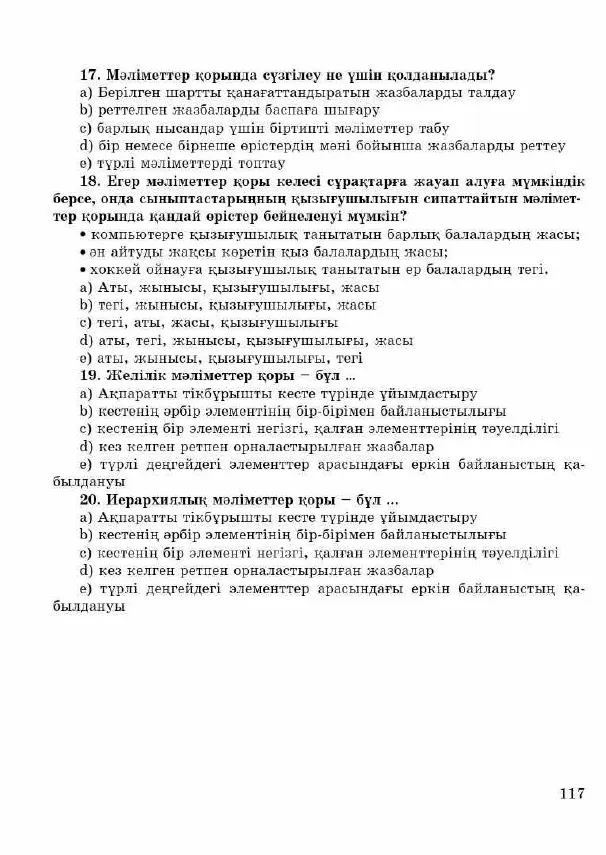 17. Мәліметтер қорында сүзгілеу не үшін қолданылады?
a) Берілген шартты қанағаттандыратын жазбаларды талдау
b) реттелген жазбаларды баспаға шығару
c) барлық нысандар үшін біртипті мәліметтер табу
d) бір немесе бірнеше өрістердің мәні бойынша жазбаларды реттеу
e) түрлі мәліметтерді топтау
18. Егер мәліметтер қоры келесі сұрақтарға жауап алуға мүмкіндік
берсе, онда сыныптастарыңның қызығушылығын сипаттайтын мәлімет-
тер қорында қандай өрістер бейнеленуі мүмкін?
• компьютерге қызығушылық танытатын барлық балалардың жасы;
• ән айтуды жақсы көретін қыз балалардың жасы;
• хоккей ойнауға қызығушылық танытатын ер балалардың тегі.
a) Аты, жынысы, қызығушылығы, жасы
b) тегі, жынысы, қызығушылығы, жасы
c) тегі, аты, жасы, қызығушылығы
d) аты, тегі, жынысы, қызығушылығы, жасы
e) аты, жынысы, қызығушылығы, тегі
19. Желілік мәліметтер қоры – бұл ...
a) Ақпаратты тікбұрышты кесте түрінде ұйымдастыру
b) кестенің әрбір элементінің бір-бірімен байланыстылығы
c) кестенің бір элементі негізгі, қалған элементтерінің тәуелділігі
d) кез келген ретпен орналастырылған жазбалар
e) түрлі деңгейдегі элементтер арасындағы еркін байланыстың қа-
былдануы
20. Иерархиялық мәліметтер қоры – бұл ...
a) Ақпаратты тікбұрышты кесте түрінде ұйымдастыру
b) кестенің әрбір элементінің бір-бірімен байланыстылығы
c) кестенің бір элементі негізгі, қалған элементтерінің тәуелділігі
d) кез келген ретпен орналастырылған жазбалар
e) түрлі деңгейдегі элементтер арасындағы еркін байланыстың қа-
былдануы
117